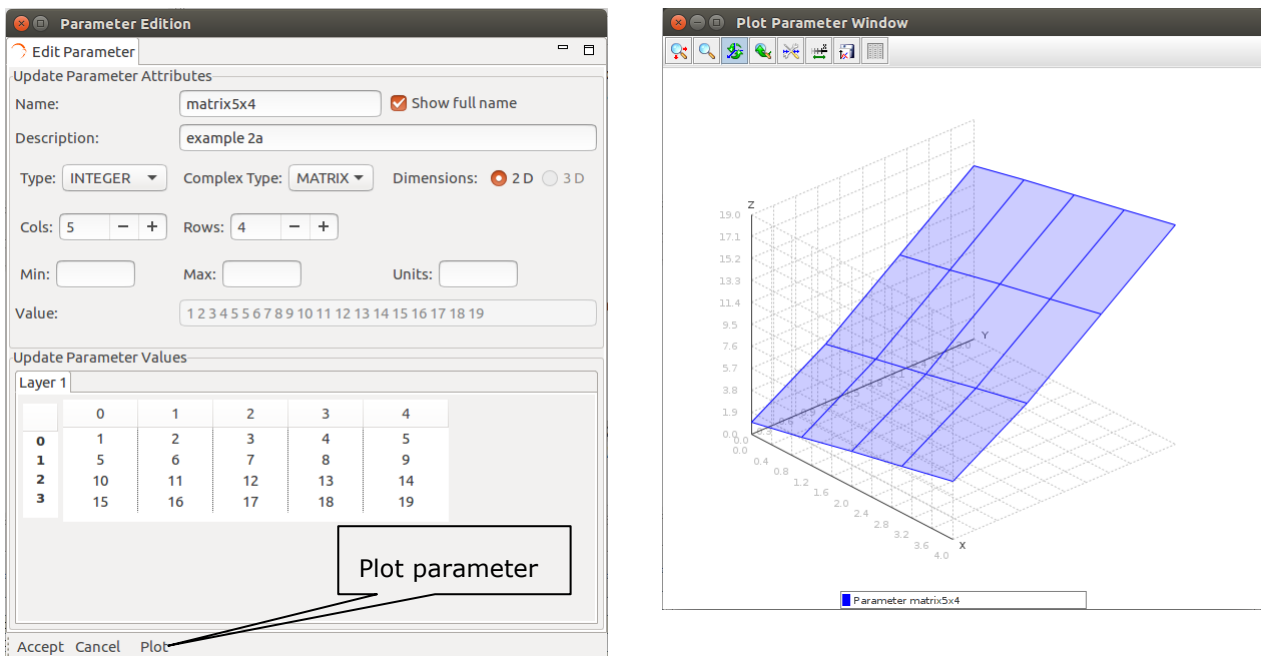 Parameter Edition
Edit Parameter
Update Parameter Attributes
Name: matrix5x4 Show full name
Description: example 2a
Type: INTEGER Complex Type: MATRIX Dimensions: 2 D 3 D
Cols: 5 − + Rows: 4 − +
Min: Max: Units:
Value: 1 2 3 4 5 5 6 7 8 9 10 11 12 13 14 15 16 17 18 19
Update Parameter Values
Layer 1
0 1 2 3 4
0 1 2 3 4 5
1 5 6 7 8 9
2 10 11 12 13 14
3 15 16 17 18 19
Plot parameter
Accept Cancel Plot
Plot Parameter Window
Z
19.0
17.1
15.2
13.3
11.4
9.5
7.6
5.7
3.8
1.9
0.0
Y
0.0
0.0
0.4
0.8
1.2
1.6
2.0
2.4
2.8
3.2
3.6
4.0
X
Parameter matrix5x4